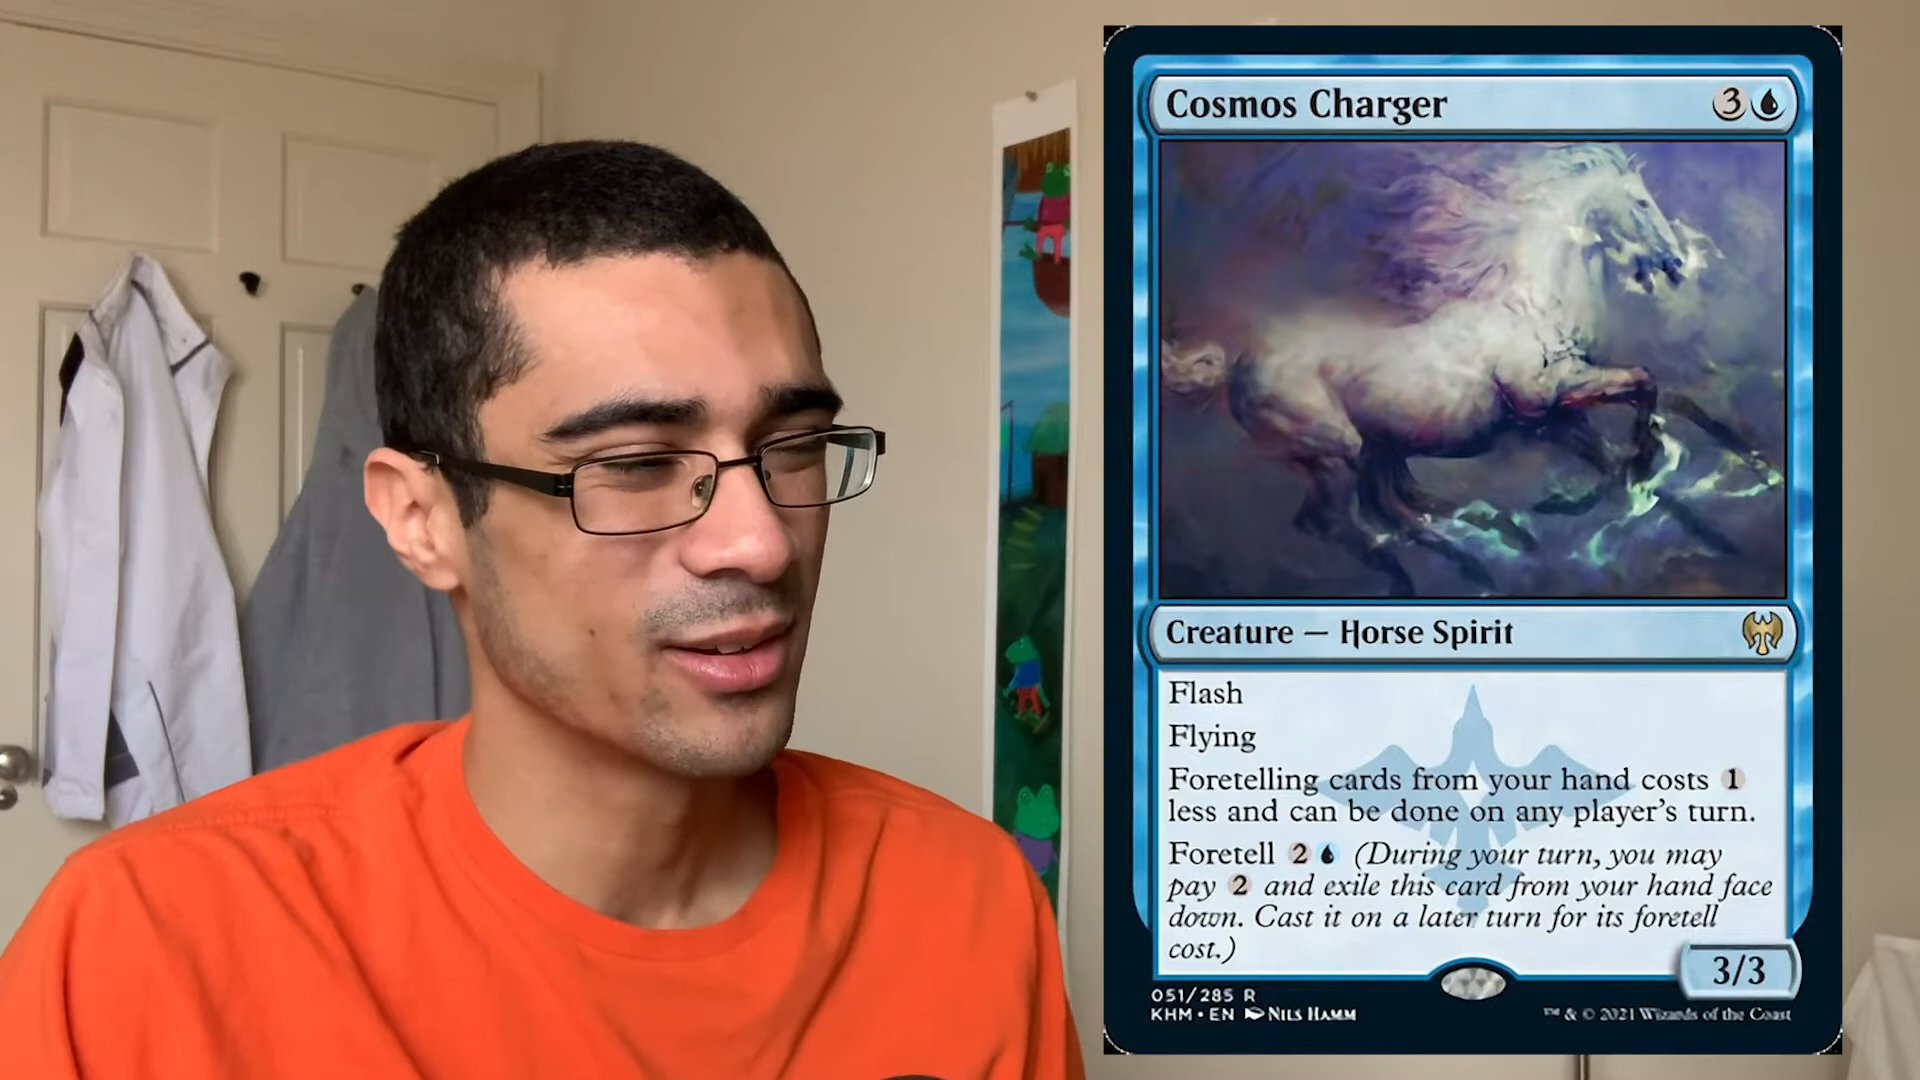 Cosmos Charger 3
Creature — Horse Spirit
Flash
Flying
Foretelling cards from your hand costs 1
less and can be done on any player's turn.
Foretell 2 (During your turn, you may
pay 2 and exile this card from your hand face
down. Cast it on a later turn for its foretell
cost.)
3/3
051/285 R
KHM • EN Nils Hamm
™ & © 2021 Wizards of the Coast